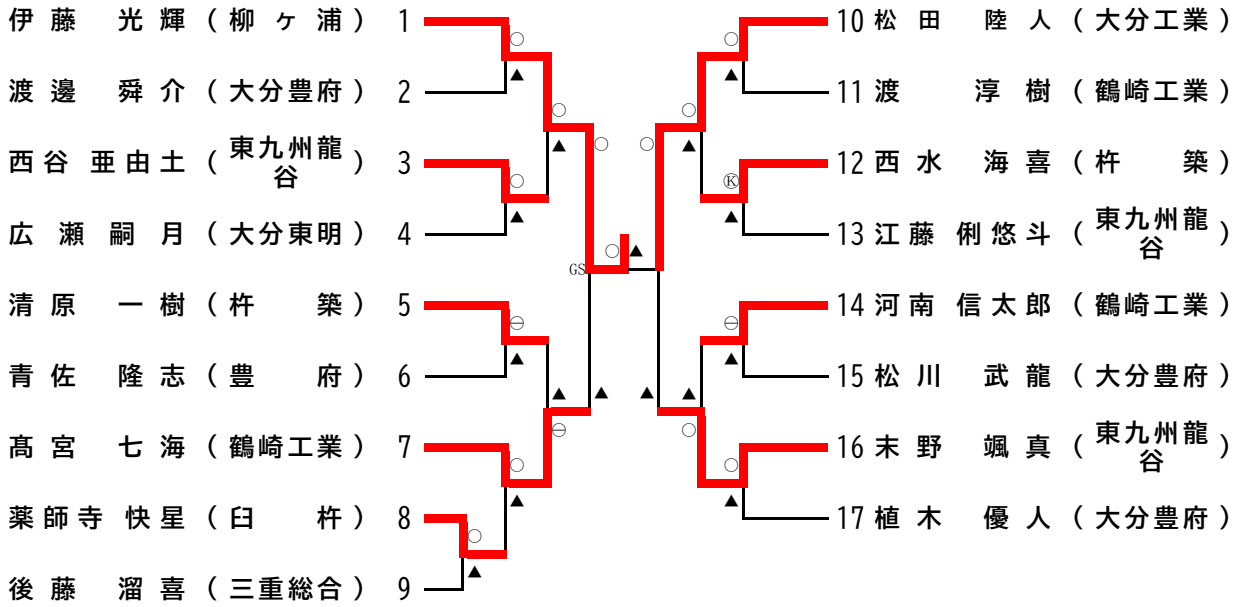 伊藤 光輝（柳ヶ浦） 1
渡邊 舜介（大分豊府） 2
西谷 亜由土（東九州龍谷） 3
広瀬 嗣月（大分東明） 4
清原 一樹（杵築） 5
青佐 隆志（豊府） 6
髙宮 七海（鶴崎工業） 7
薬師寺 快星（臼杵） 8
後藤 溜喜（三重総合） 9
○ ▲
○ ▲
○ ▲
○ ▲
⊖ ▲
▲ ⊖
○ ▲
○ ▲
GS ○ ▲
10 松田 陸人（大分工業）
11 渡 淳樹（鶴崎工業）
12 西水 海喜（杵築）
13 江藤 俐悠斗（東九州龍谷）
14 河南 信太郎（鶴崎工業）
15 松川 武龍（大分豊府）
16 末野 颯真（東九州龍谷）
17 植木 優人（大分豊府）
○ ▲
○ ▲
Ⓚ ▲
○ ▲
⊖ ▲
▲ ○
○ ▲